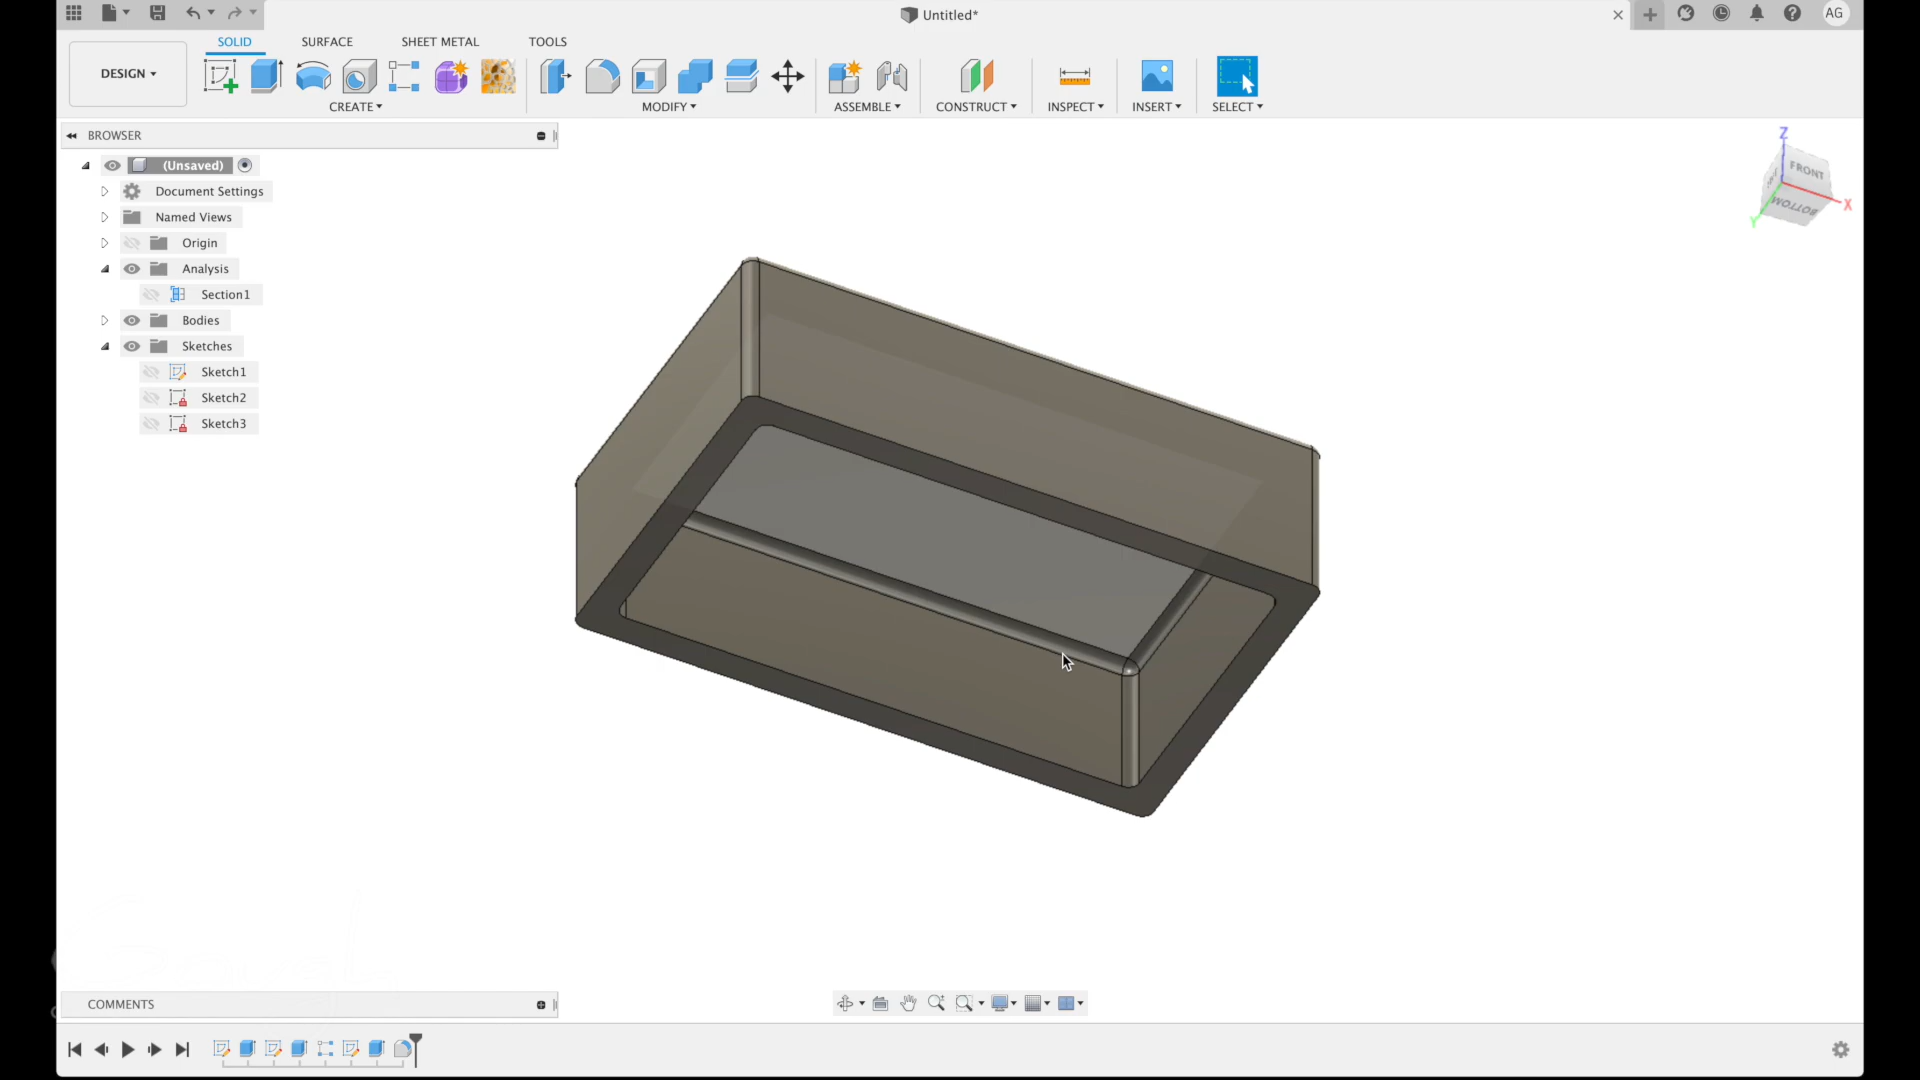 Untitled*
AG
DESIGN
SOLID
SURFACE
SHEET METAL
TOOLS
CREATE
MODIFY
ASSEMBLE
CONSTRUCT
INSPECT
INSERT
SELECT
BROWSER
(Unsaved)
Document Settings
Named Views
Origin
Analysis
Section1
Bodies
Sketches
Sketch1
Sketch2
Sketch3
Z
FRONT
BOTTOM
X
Y
COMMENTS